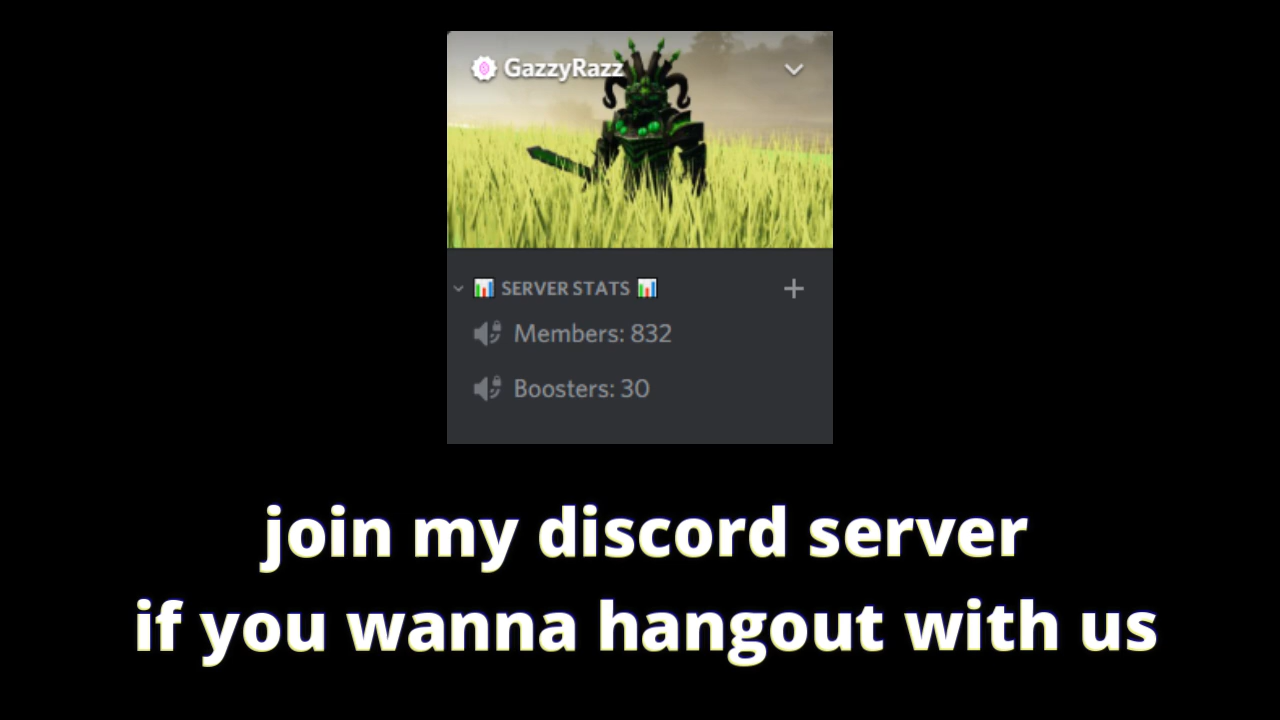 GazzyRazz
SERVER STATS
Members: 832
Boosters: 30
join my discord server
if you wanna hangout with us